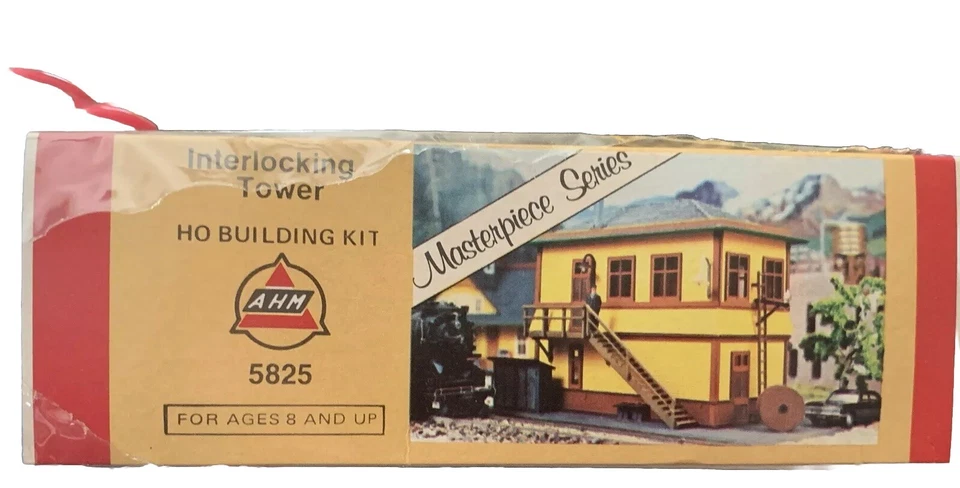 Interlocking
Tower
HO BUILDING KIT
AHM
5825
FOR AGES 8 AND UP
Masterpiece Series